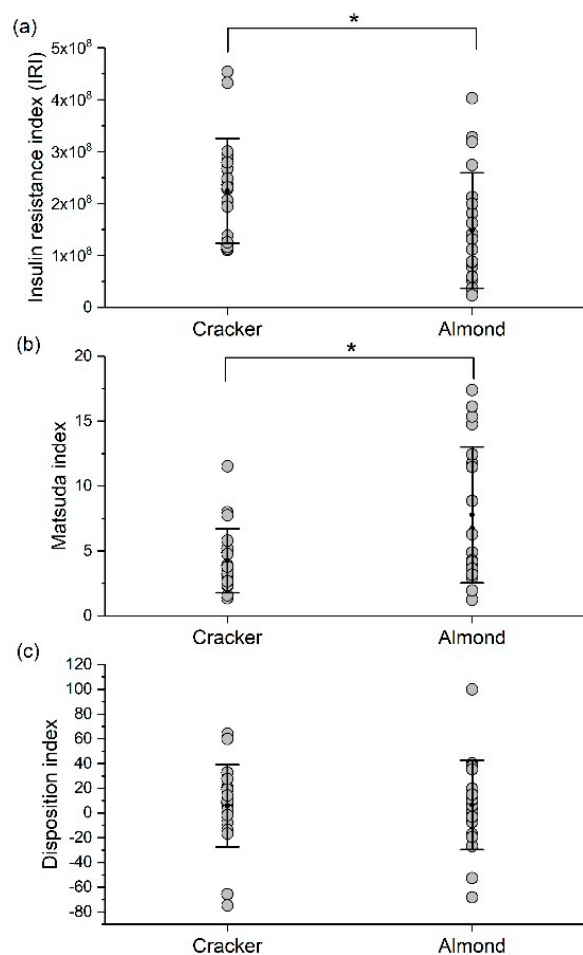 (a)
*
Insulin resistance index (IRI)
5x10⁸
4x10⁸
3x10⁸
2x10⁸
1x10⁸
0
Cracker
Almond
(b)
*
Matsuda index
20
15
10
5
0
Cracker
Almond
(c)
Disposition index
120
100
80
60
40
20
0
-20
-40
-60
-80
Cracker
Almond